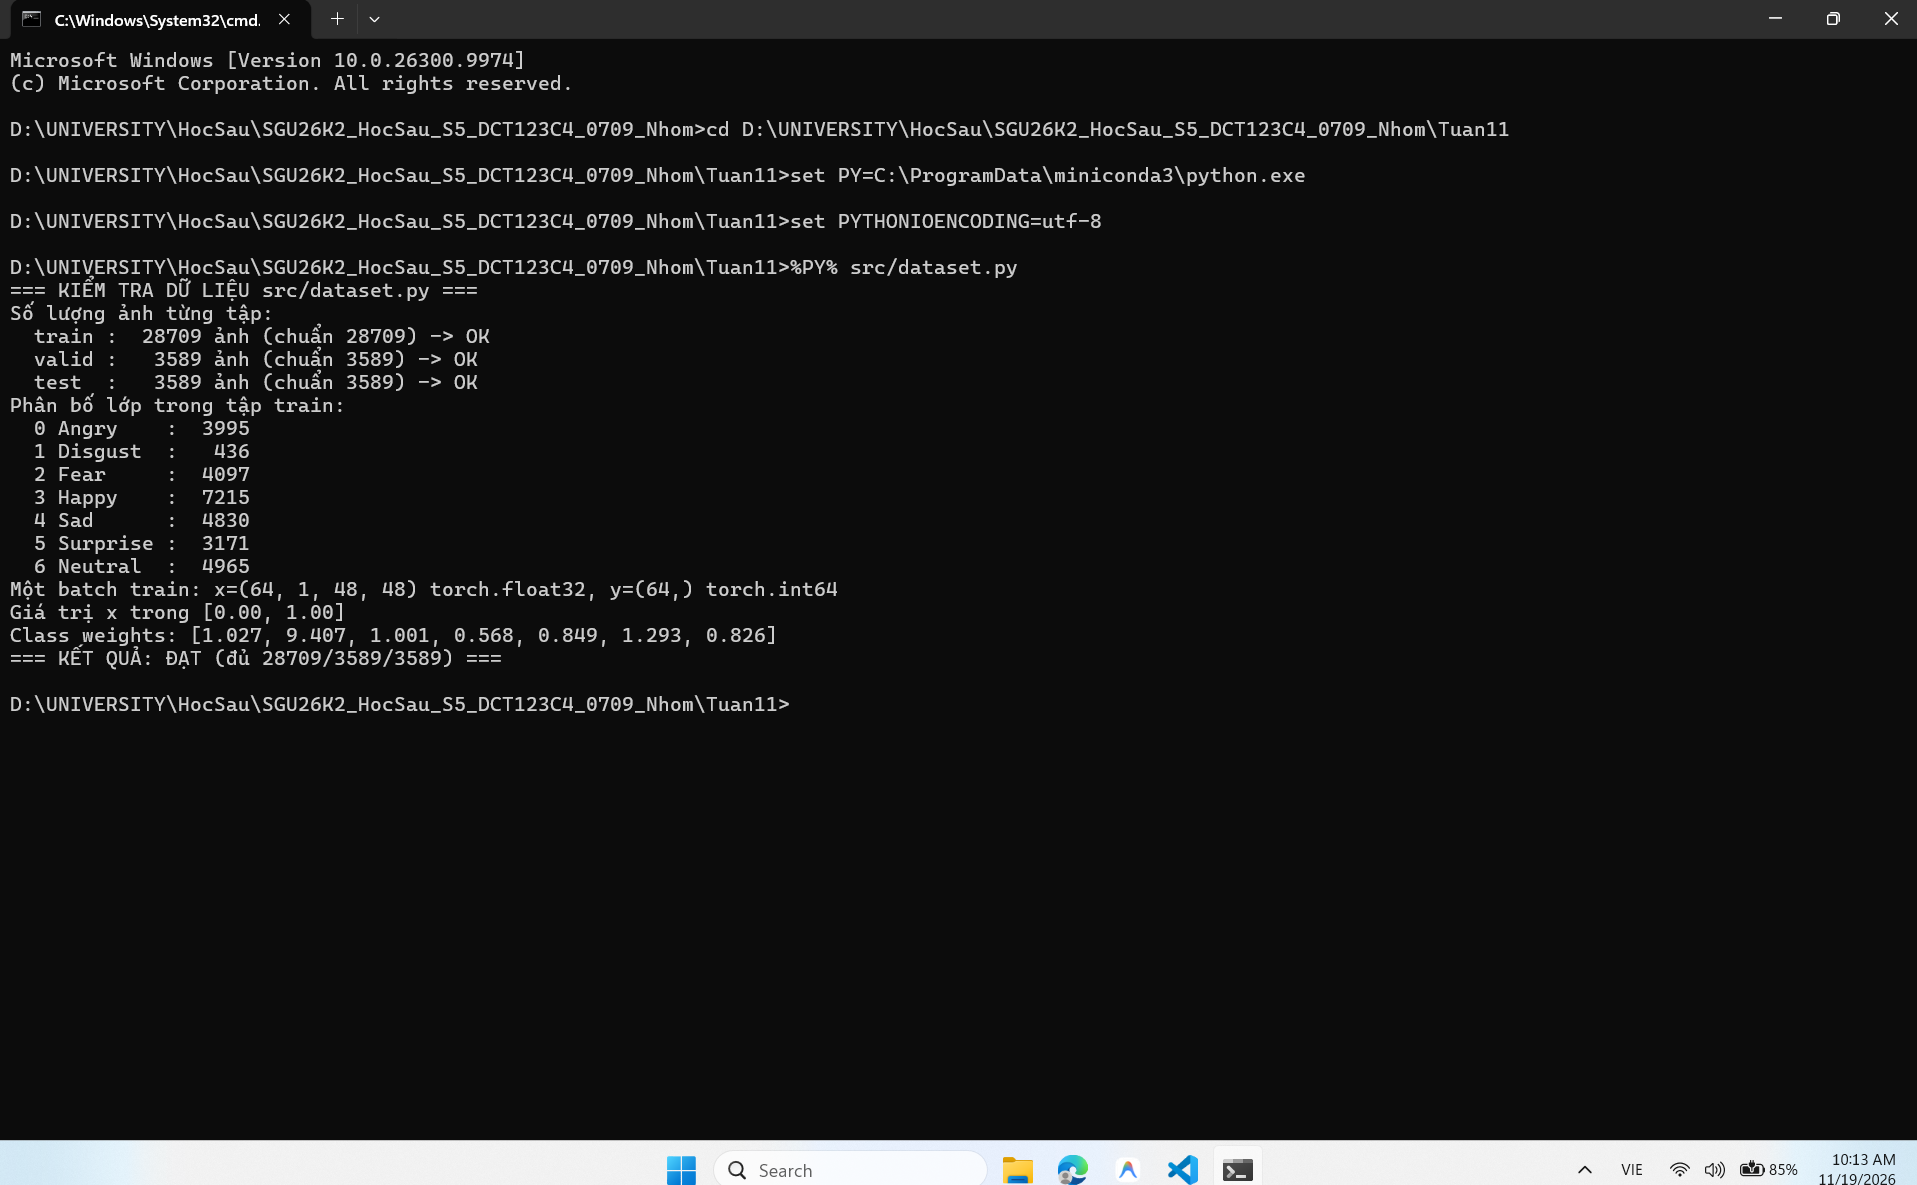 C:\Windows\System32\cmd.
Microsoft Windows [Version 10.0.26300.9974]
(c) Microsoft Corporation. All rights reserved.
D:\UNIVERSITY\HocSau\SGU26K2_HocSau_S5_DCT123C4_0709_Nhom>cd D:\UNIVERSITY\HocSau\SGU26K2_HocSau_S5_DCT123C4_0709_Nhom\Tuan11
D:\UNIVERSITY\HocSau\SGU26K2_HocSau_S5_DCT123C4_0709_Nhom\Tuan11>set PY=C:\ProgramData\miniconda3\python.exe
D:\UNIVERSITY\HocSau\SGU26K2_HocSau_S5_DCT123C4_0709_Nhom\Tuan11>set PYTHONIOENCODING=utf-8
D:\UNIVERSITY\HocSau\SGU26K2_HocSau_S5_DCT123C4_0709_Nhom\Tuan11>%PY% src/dataset.py
=== KIỂM TRA DỮ LIỆU src/dataset.py ===
Số lượng ảnh từng tập:
  train :  28709 ảnh (chuẩn 28709) -> OK
  valid :   3589 ảnh (chuẩn 3589) -> OK
  test  :   3589 ảnh (chuẩn 3589) -> OK
Phân bố lớp trong tập train:
  0 Angry    :  3995
  1 Disgust  :   436
  2 Fear     :  4097
  3 Happy    :  7215
  4 Sad      :  4830
  5 Surprise :  3171
  6 Neutral  :  4965
Một batch train: x=(64, 1, 48, 48) torch.float32, y=(64,) torch.int64
Giá trị x trong [0.00, 1.00]
Class weights: [1.027, 9.407, 1.001, 0.568, 0.849, 1.293, 0.826]
=== KẾT QUẢ: ĐẠT (đủ 28709/3589/3589) ===
D:\UNIVERSITY\HocSau\SGU26K2_HocSau_S5_DCT123C4_0709_Nhom\Tuan11>
Search
VIE
85%
10:13 AM
11/19/2026